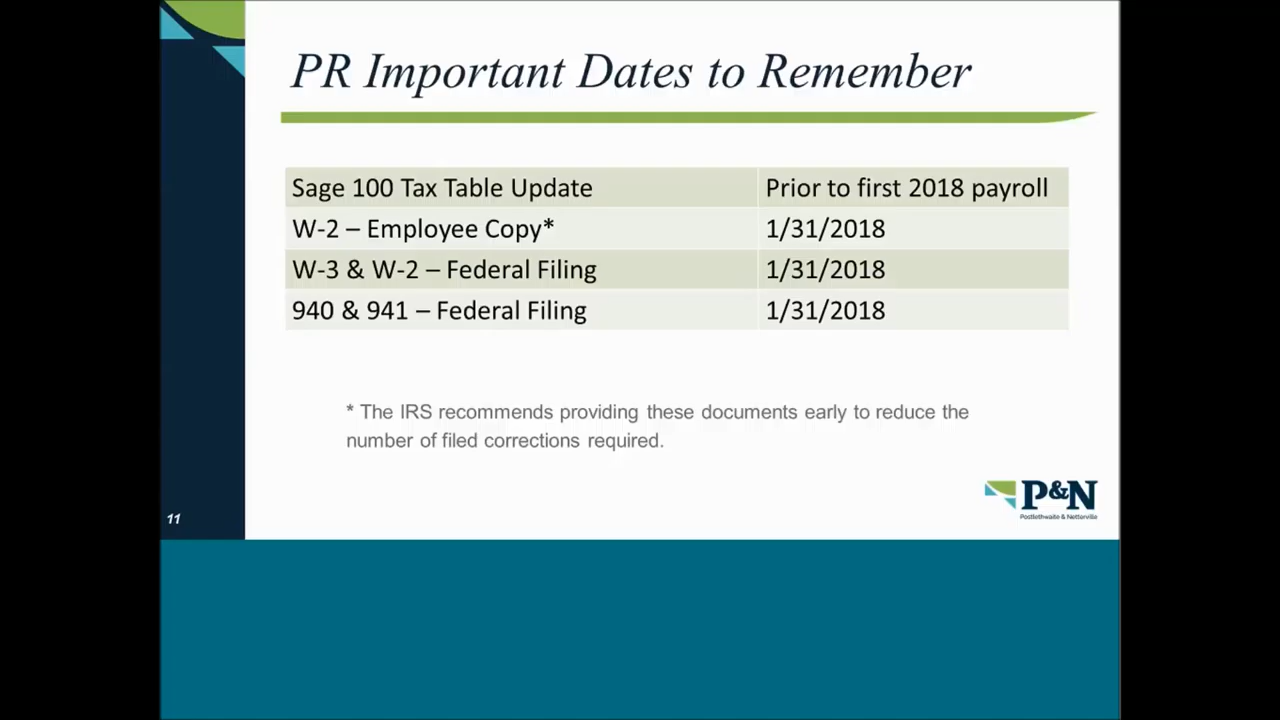 PR Important Dates to Remember
Sage 100 Tax Table Update Prior to first 2018 payroll
W-2 – Employee Copy* 1/31/2018
W-3 & W-2 – Federal Filing 1/31/2018
940 & 941 – Federal Filing 1/31/2018
* The IRS recommends providing these documents early to reduce the
number of filed corrections required.
P&N
Postlethwaite & Netterville
11